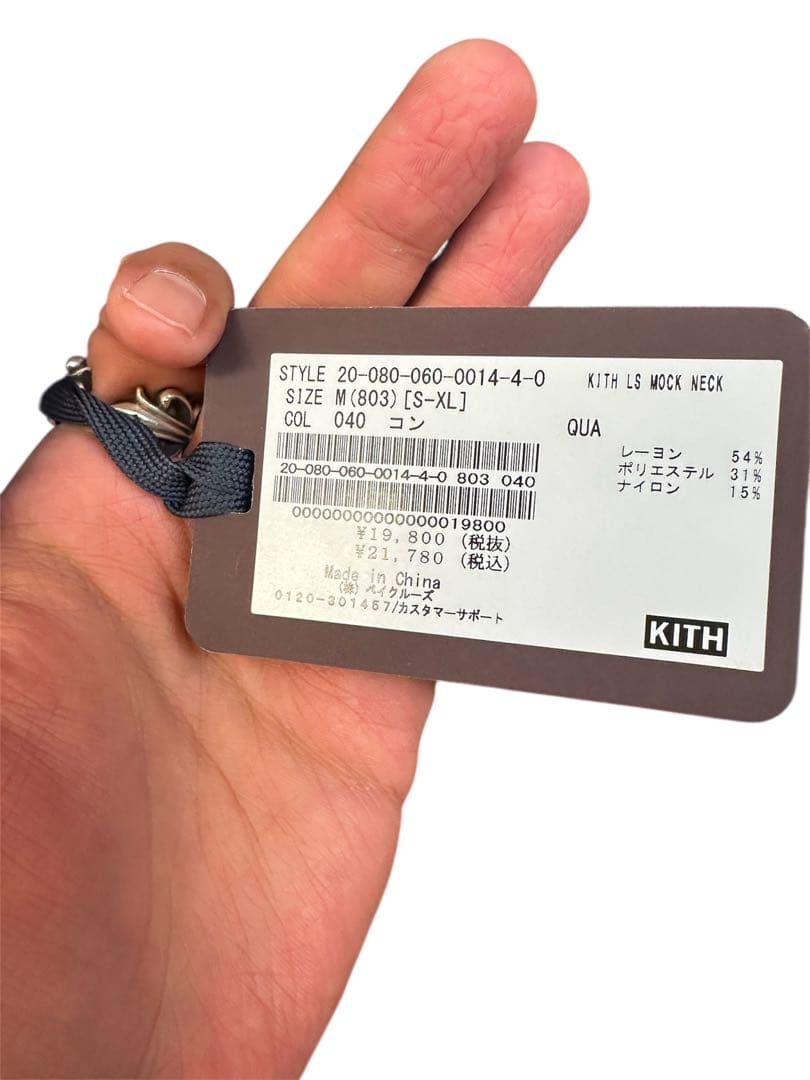 STYLE 20-080-060-0014-4-0 KITH LS MOCK NECK
SIZE M(803)[S-XL]
COL 040 コン QUA
レーヨン 54%
ポリエステル 31%
ナイロン 15%
20-080-060-0014-4-0 803 040
000000000000000019800
¥19,800 (税抜)
¥21,780 (税込)
Made in China
(株) ベイクルーズ
0120-301457/カスタマーサポート
KITH